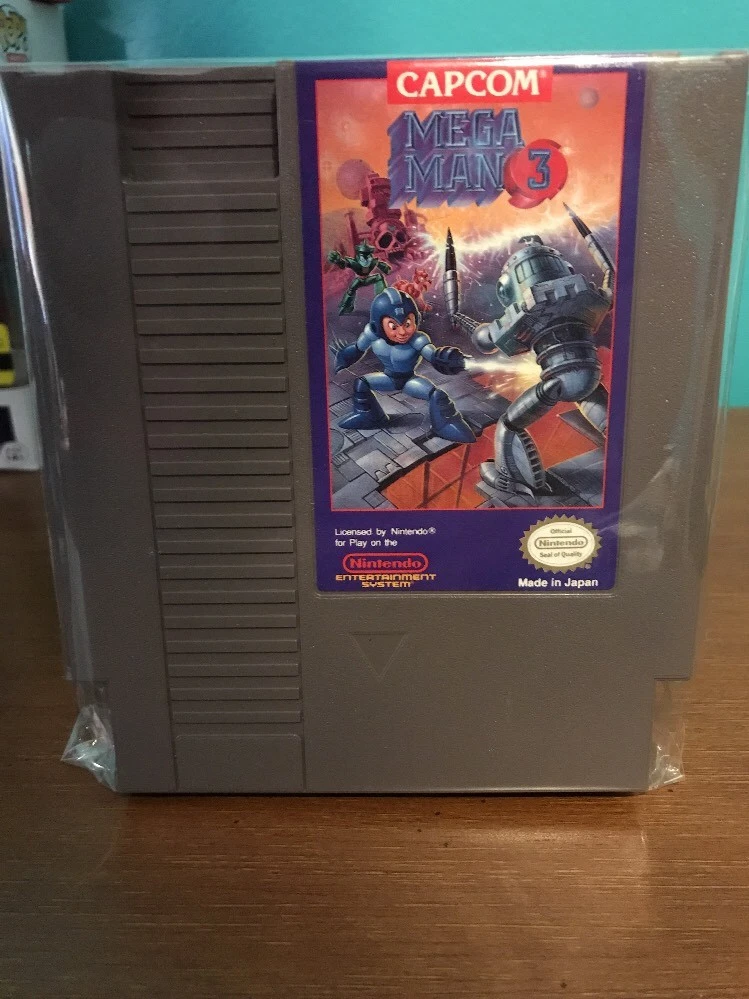 CAPCOM®
MEGA
MAN 3
Licensed by Nintendo®
for Play on the
Nintendo
ENTERTAINMENT
SYSTEM
Official
Nintendo
Seal of Quality
Made in Japan